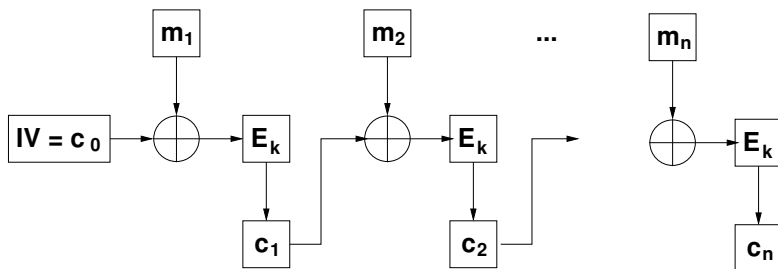 m₁ m₂ ... mₙ
IV = c₀ Eₖ Eₖ Eₖ
c₁ c₂ cₙ